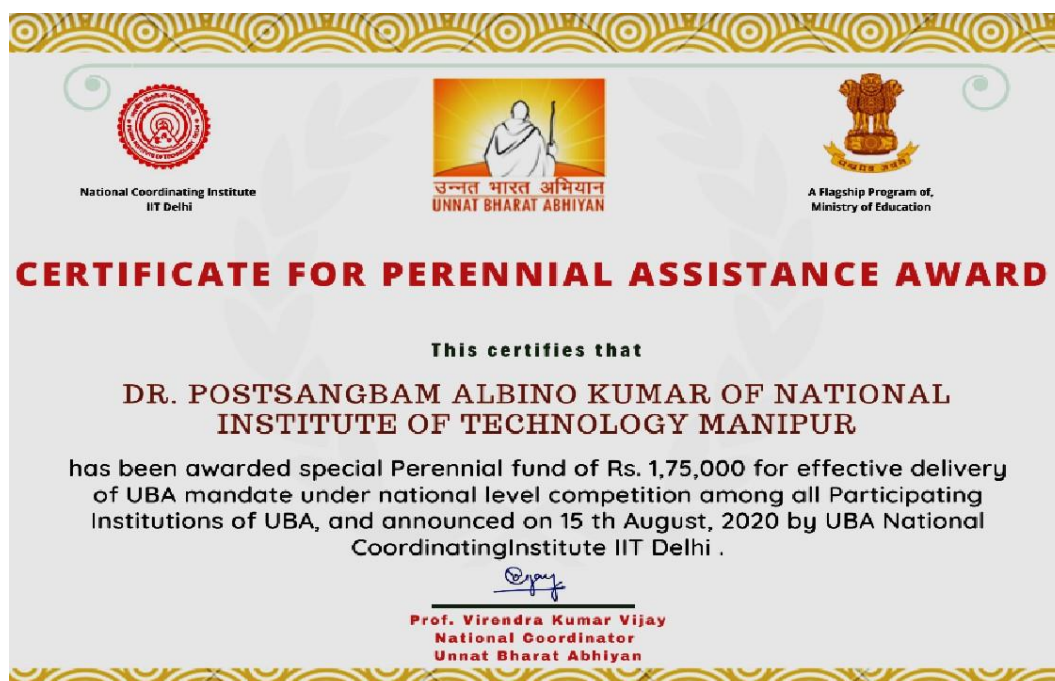 National Coordinating Institute
IIT Delhi
उन्नत भारत अभियान
UNNAT BHARAT ABHIYAN
सत्यमेव जयते
A Flagship Program of,
Ministry of Education
CERTIFICATE FOR PERENNIAL ASSISTANCE AWARD
This certifies that
DR. POSTSANGBAM ALBINO KUMAR OF NATIONAL
INSTITUTE OF TECHNOLOGY MANIPUR
has been awarded special Perennial fund of Rs. 1,75,000 for effective delivery
of UBA mandate under national level competition among all Participating
Institutions of UBA, and announced on 15 th August, 2020 by UBA National
CoordinatingInstitute IIT Delhi .
Prof. Virendra Kumar Vijay
National Coordinator
Unnat Bharat Abhiyan